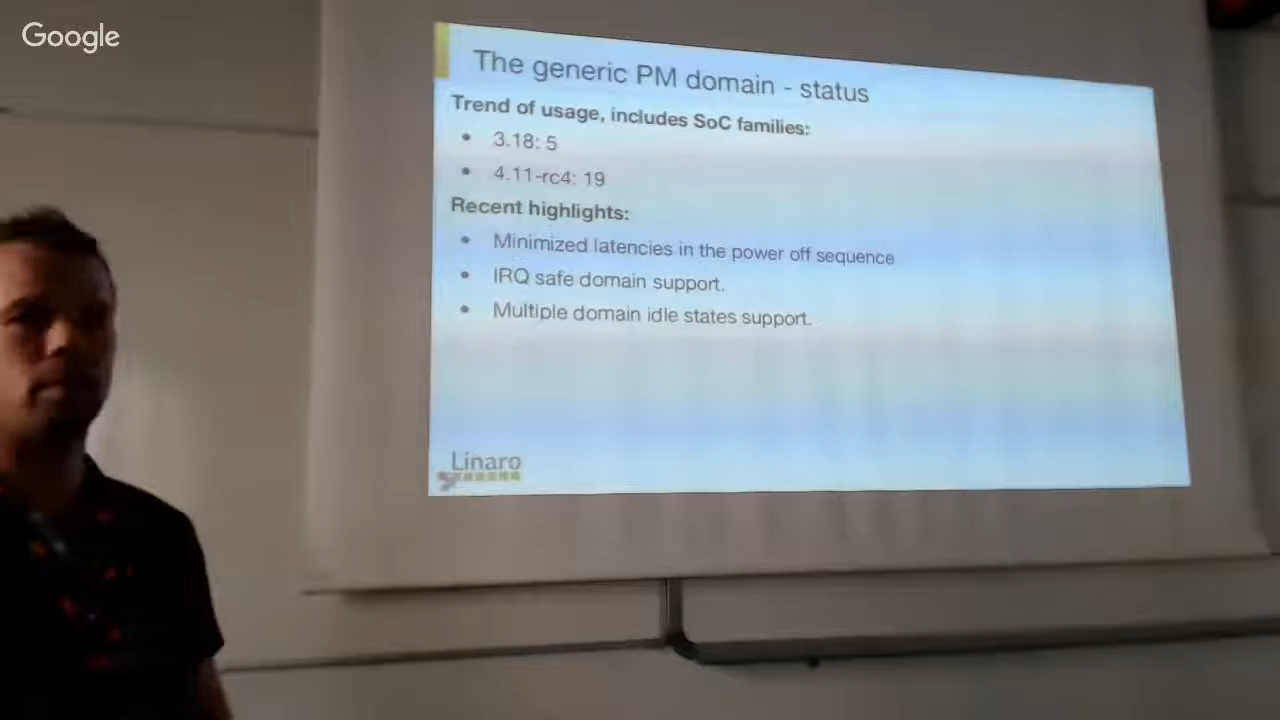 Google
The generic PM domain - status
Trend of usage, includes SoC families:
• 3.18: 5
• 4.11-rc4: 19
Recent highlights:
• Minimized latencies in the power off sequence
• IRQ safe domain support.
• Multiple domain idle states support.
Linaro